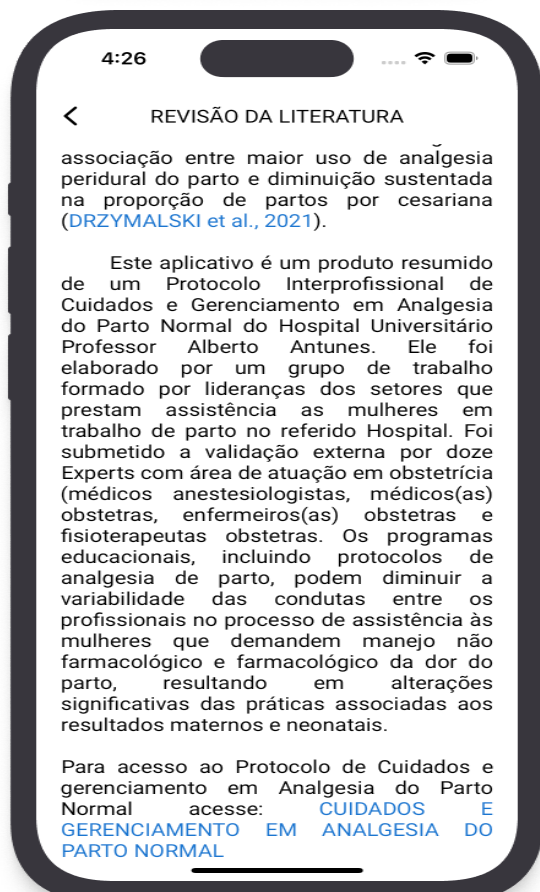 4:26
REVISÃO DA LITERATURA
associação entre maior uso de analgesia
peridural do parto e diminuição sustentada
na proporção de partos por cesariana
(DRZYMALSKI et al., 2021).
Este aplicativo é um produto resumido
de um Protocolo Interprofissional de
Cuidados e Gerenciamento em Analgesia
do Parto Normal do Hospital Universitário
Professor Alberto Antunes. Ele foi
elaborado por um grupo de trabalho
formado por lideranças dos setores que
prestam assistência as mulheres em
trabalho de parto no referido Hospital. Foi
submetido a validação externa por doze
Experts com área de atuação em obstetrícia
(médicos anestesiologistas, médicos(as)
obstetras, enfermeiros(as) obstetras e
fisioterapeutas obstetras. Os programas
educacionais, incluindo protocolos de
analgesia de parto, podem diminuir a
variabilidade das condutas entre os
profissionais no processo de assistência às
mulheres que demandem manejo não
farmacológico e farmacológico da dor do
parto, resultando em alterações
significativas das práticas associadas aos
resultados maternos e neonatais.
Para acesso ao Protocolo de Cuidados e
gerenciamento em Analgesia do Parto
Normal acesse: CUIDADOS E
GERENCIAMENTO EM ANALGESIA DO
PARTO NORMAL